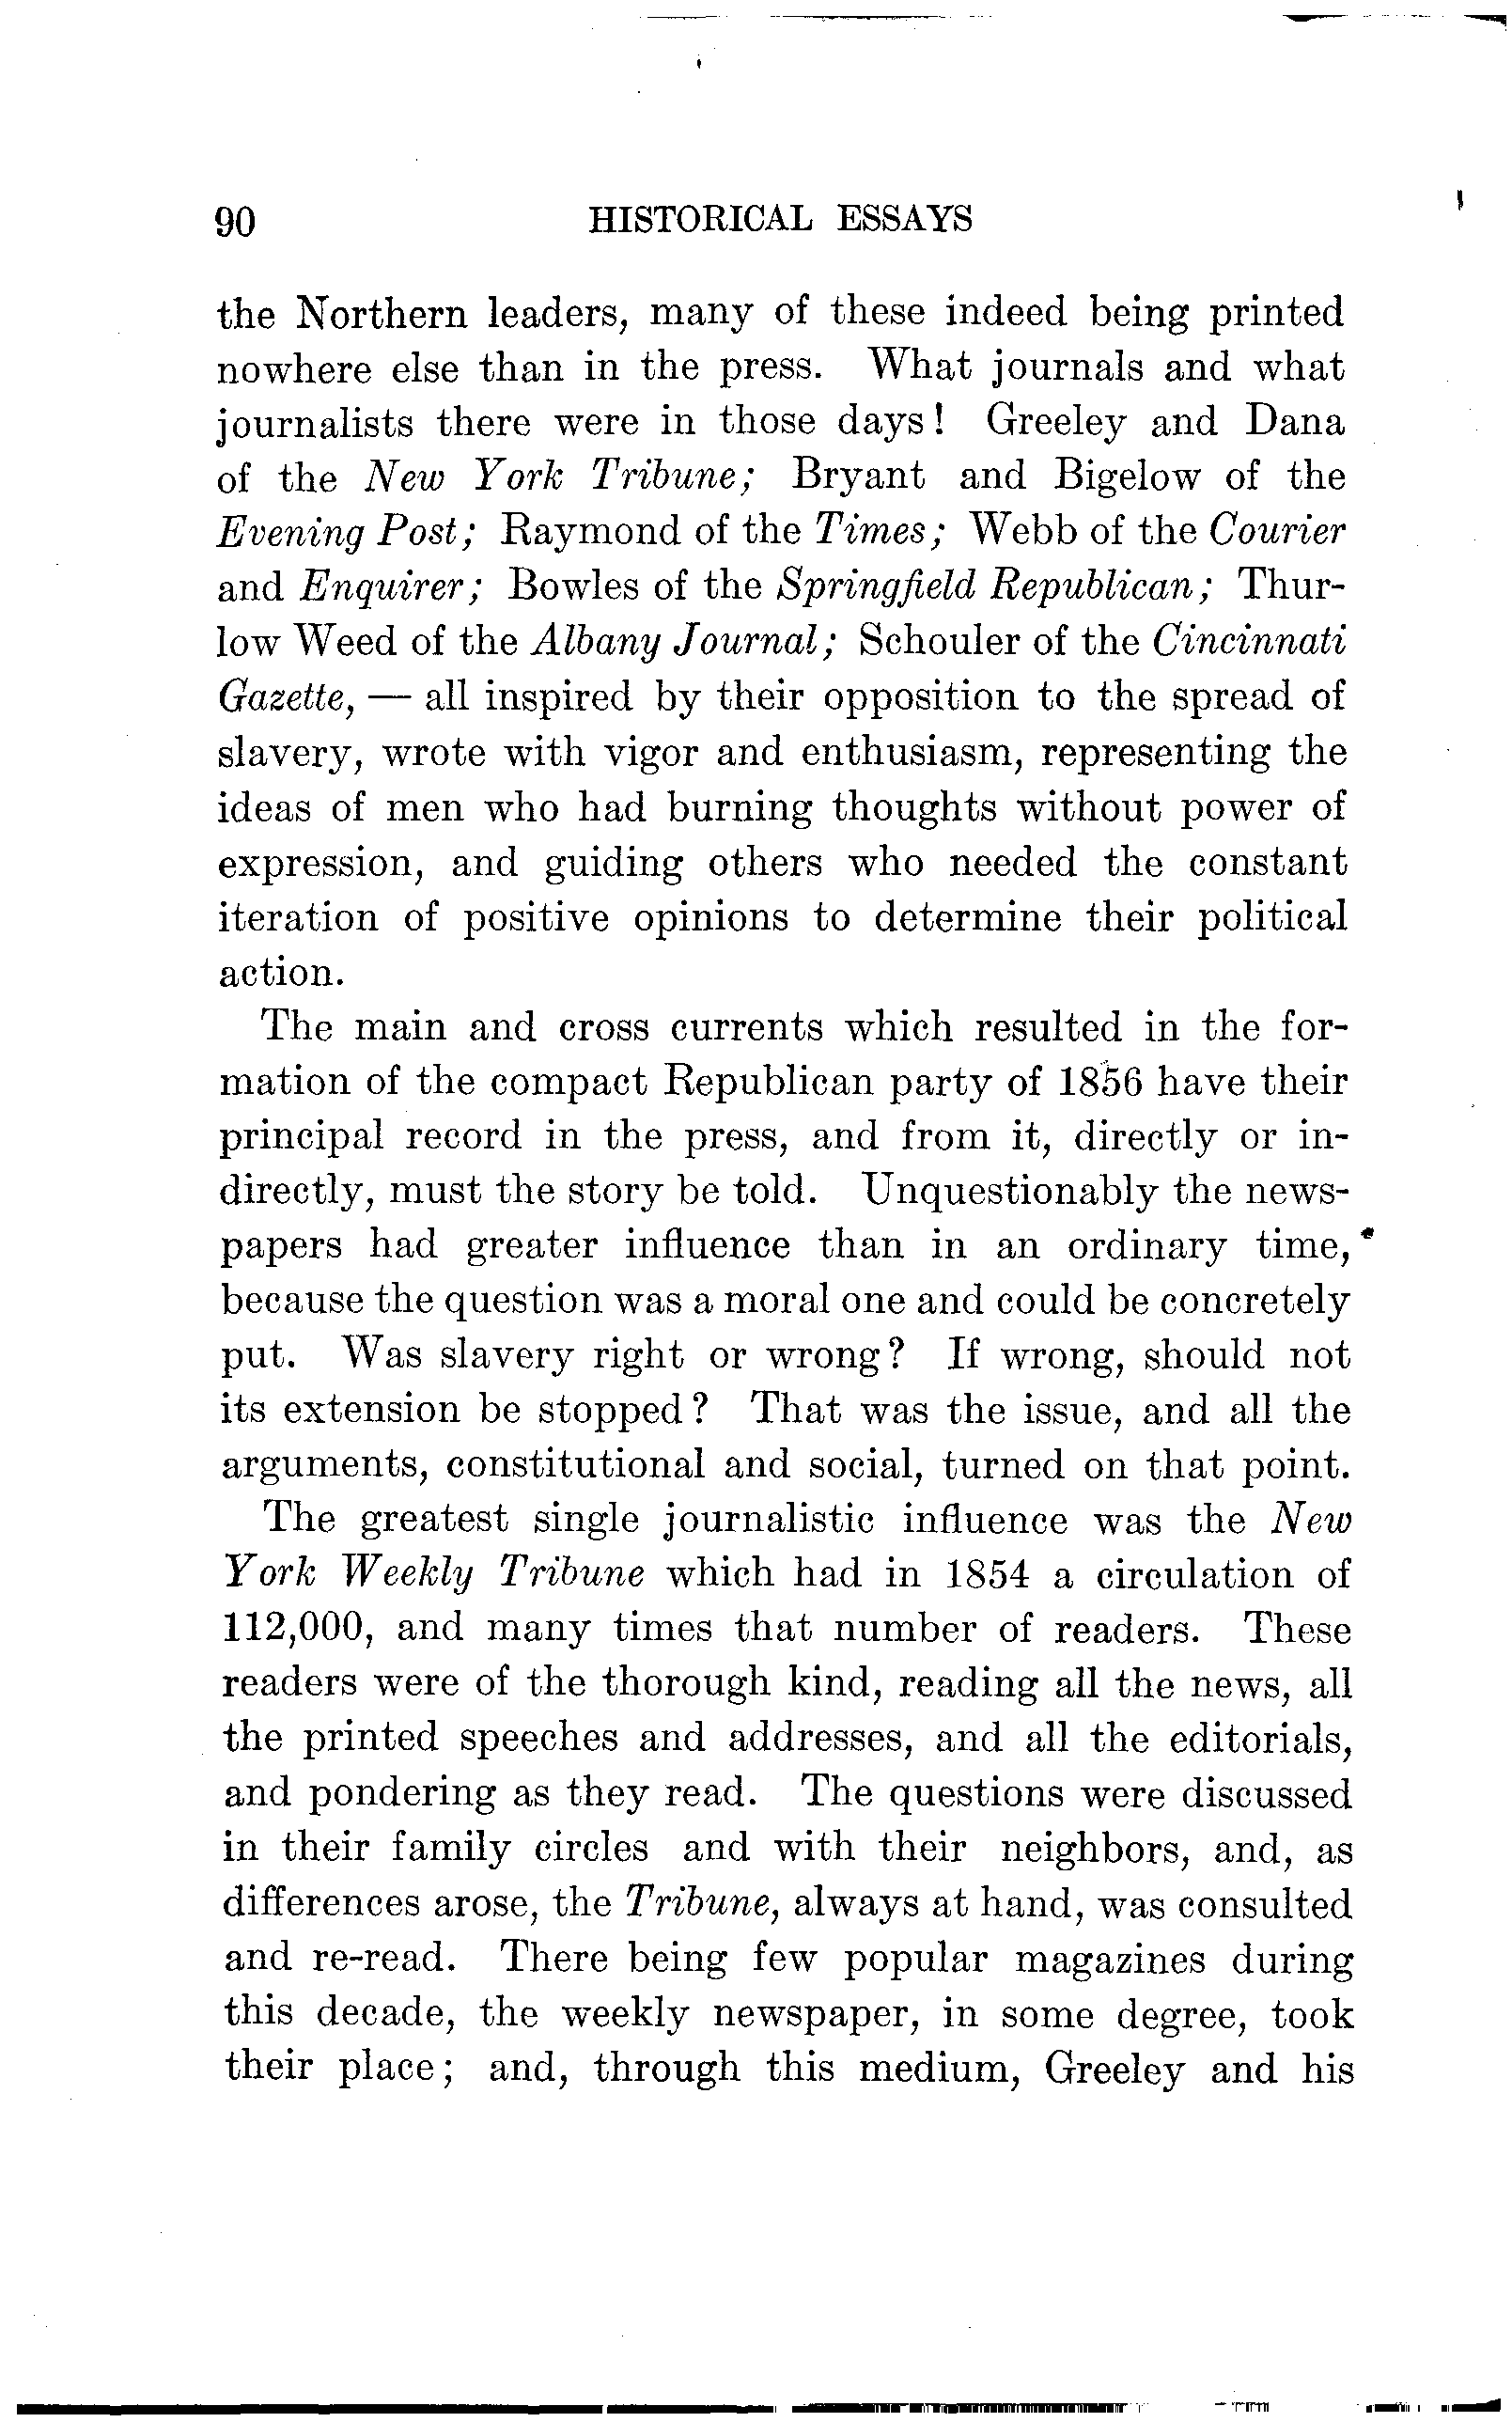 90 HISTORICAL ESSAYS
the Northern leaders, many of these indeed being printed
nowhere else than in the press. What journals and what
journalists there were in those days! Greeley and Dana
of the New York Tribune; Bryant and Bigelow of the
Evening Post; Raymond of the Times; Webb of the Courier
and Enquirer; Bowles of the Springfield Republican; Thur-
low Weed of the Albany Journal; Schouler of the Cincinnati
Gazette, — all inspired by their opposition to the spread of
slavery, wrote with vigor and enthusiasm, representing the
ideas of men who had burning thoughts without power of
expression, and guiding others who needed the constant
iteration of positive opinions to determine their political
action.
The main and cross currents which resulted in the for-
mation of the compact Republican party of 1856 have their
principal record in the press, and from it, directly or in-
directly, must the story be told. Unquestionably the news-
papers had greater influence than in an ordinary time,
because the question was a moral one and could be concretely
put. Was slavery right or wrong? If wrong, should not
its extension be stopped? That was the issue, and all the
arguments, constitutional and social, turned on that point.
The greatest single journalistic influence was the New
York Weekly Tribune which had in 1854 a circulation of
112,000, and many times that number of readers. These
readers were of the thorough kind, reading all the news, all
the printed speeches and addresses, and all the editorials,
and pondering as they read. The questions were discussed
in their family circles and with their neighbors, and, as
differences arose, the Tribune, always at hand, was consulted
and re-read. There being few popular magazines during
this decade, the weekly newspaper, in some degree, took
their place; and, through this medium, Greeley and his